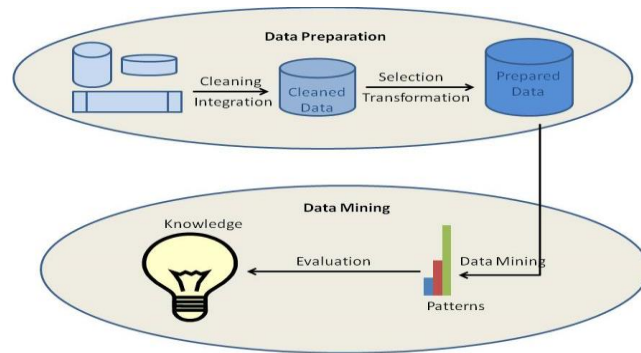 Data Preparation
Cleaning
Integration
Cleaned
Data
Selection
Transformation
Prepared
Data
Data Mining
Knowledge
Evaluation
Data Mining
Patterns